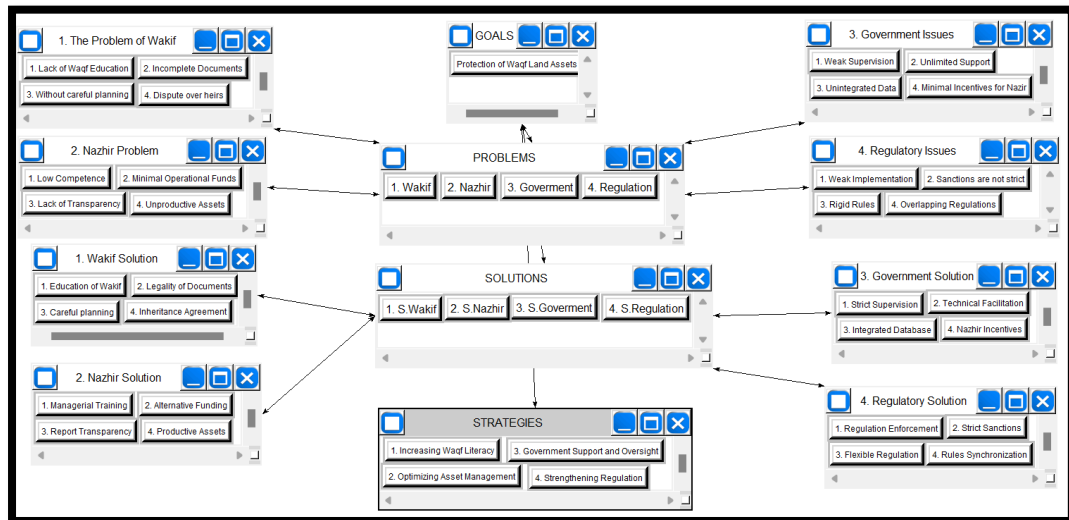 1. The Problem of Wakif
1. Lack of Waqf Education
2. Incomplete Documents
3. Without careful planning
4. Dispute over heirs
GOALS
Protection of Waqf Land Assets
3. Government Issues
1. Weak Supervision
2. Unlimited Support
3. Unintegrated Data
4. Minimal Incentives for Nazir
2. Nazhir Problem
1. Low Competence
2. Minimal Operational Funds
3. Lack of Transparency
4. Unproductive Assets
PROBLEMS
1. Wakif
2. Nazhir
3. Goverment
4. Regulation
4. Regulatory Issues
1. Weak Implementation
2. Sanctions are not strict
3. Rigid Rules
4. Overlapping Regulations
1. Wakif Solution
1. Education of Wakif
2. Legality of Documents
3. Careful planning
4. Inheritance Agreement
SOLUTIONS
1. S.Wakif
2. S.Nazhir
3. S.Goverment
4. S.Regulation
3. Government Solution
1. Strict Supervision
2. Technical Facilitation
3. Integrated Database
4. Nazhir Incentives
2. Nazhir Solution
1. Managerial Training
2. Alternative Funding
3. Report Transparency
4. Productive Assets
STRATEGIES
1. Increasing Waqf Literacy
3. Government Support and Oversight
2. Optimizing Asset Management
4. Strengthening Regulation
4. Regulatory Solution
1. Regulation Enforcement
2. Strict Sanctions
3. Flexible Regulation
4. Rules Synchronization